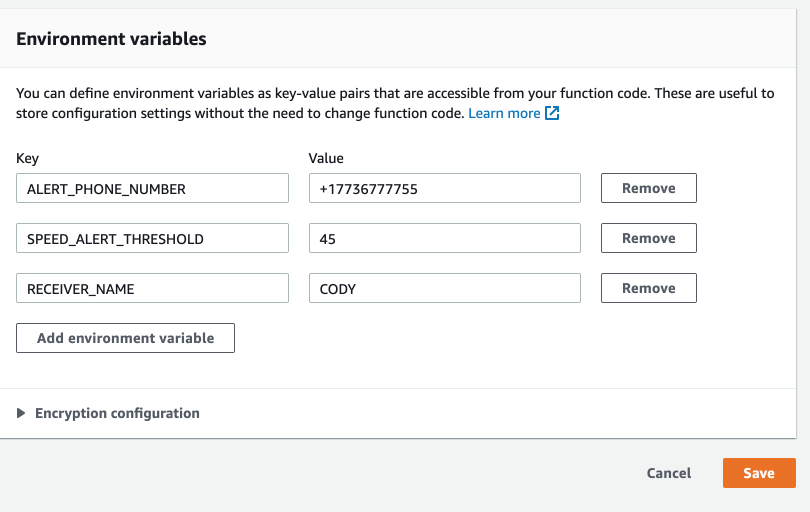 Environment variables
You can define environment variables as key-value pairs that are accessible from your function code. These are useful to
store configuration settings without the need to change function code. Learn more
Key Value
ALERT_PHONE_NUMBER +17736777755 Remove
SPEED_ALERT_THRESHOLD 45 Remove
RECEIVER_NAME CODY Remove
Add environment variable
Encryption configuration
Cancel Save